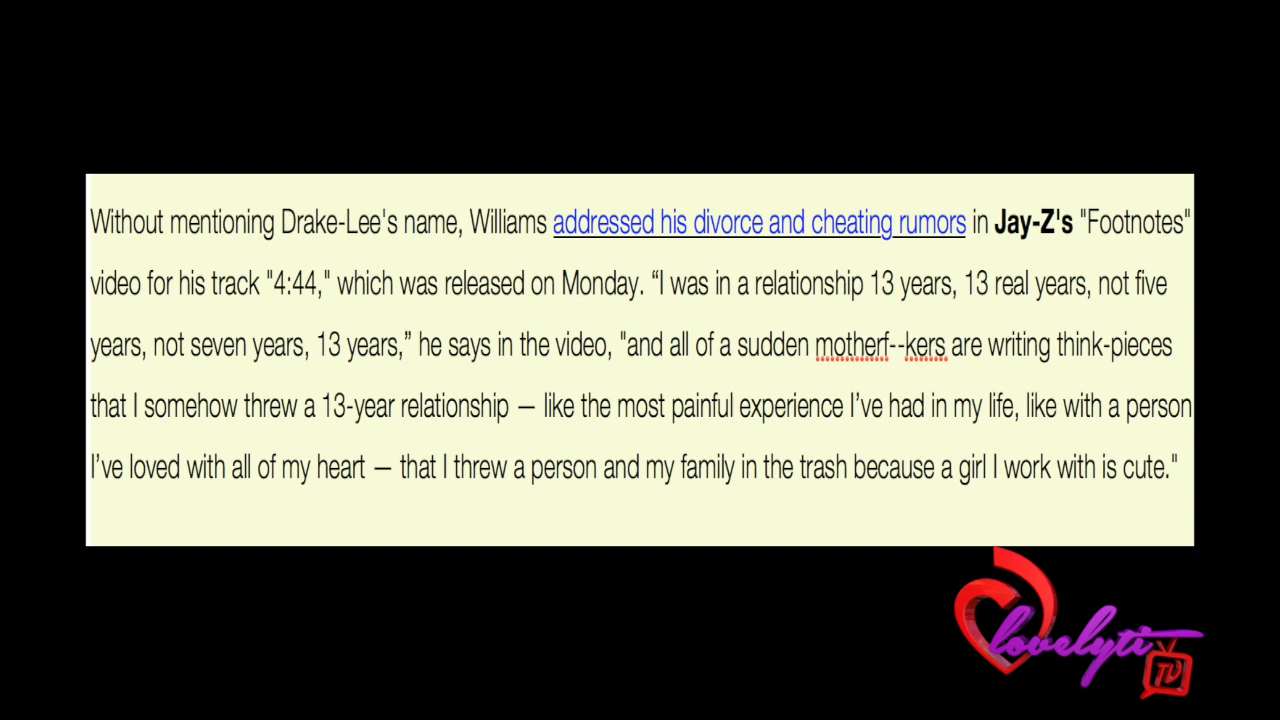 Without mentioning Drake-Lee's name, Williams addressed his divorce and cheating rumors in Jay-Z's "Footnotes"
video for his track "4:44," which was released on Monday. “I was in a relationship 13 years, 13 real years, not five
years, not seven years, 13 years,” he says in the video, "and all of a sudden motherf--kers are writing think-pieces
that I somehow threw a 13-year relationship — like the most painful experience I’ve had in my life, like with a person
I’ve loved with all of my heart — that I threw a person and my family in the trash because a girl I work with is cute."
lovelyti
TV